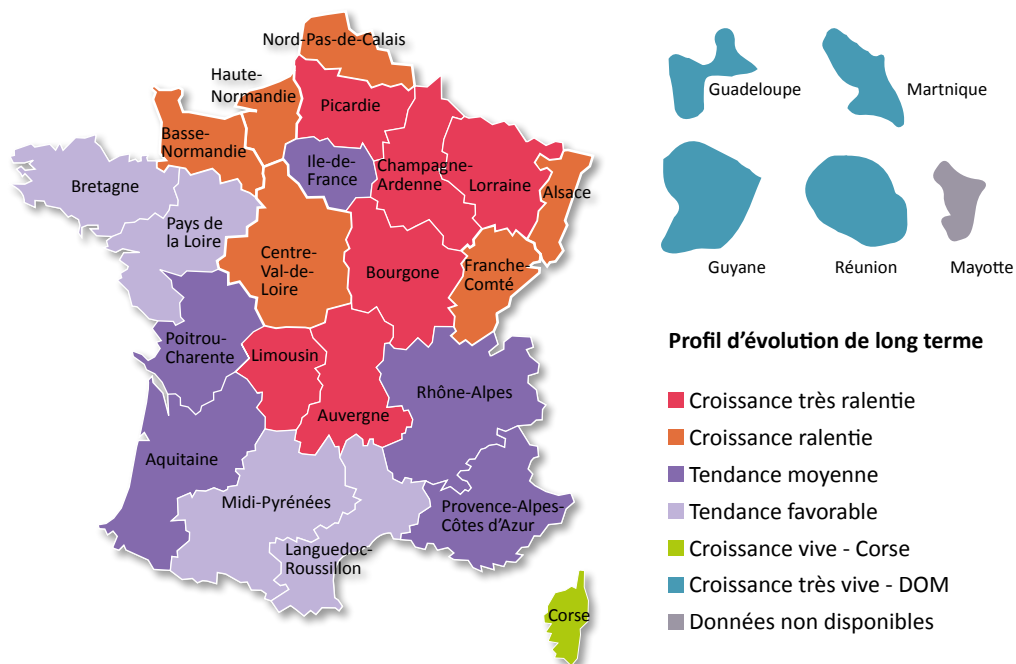 Nord-Pas-de-Calais
Haute-
Normandie
Picardie
Basse-
Normandie
Ile-de-
France
Champagne-
Ardenne
Lorraine
Alsace
Bretagne
Pays de
la Loire
Centre-
Val-de-
Loire
Bourgone
Franche-
Comté
Poitrou-
Charente
Limousin
Auvergne
Rhône-Alpes
Aquitaine
Midi-Pyrénées
Provence-Alpes-
Côtes d'Azur
Languedoc-
Roussillon
Corse
Guadeloupe
Martnique
Guyane
Réunion
Mayotte
Profil d’évolution de long terme
Croissance très ralentie
Croissance ralentie
Tendance moyenne
Tendance favorable
Croissance vive - Corse
Croissance très vive - DOM
Données non disponibles